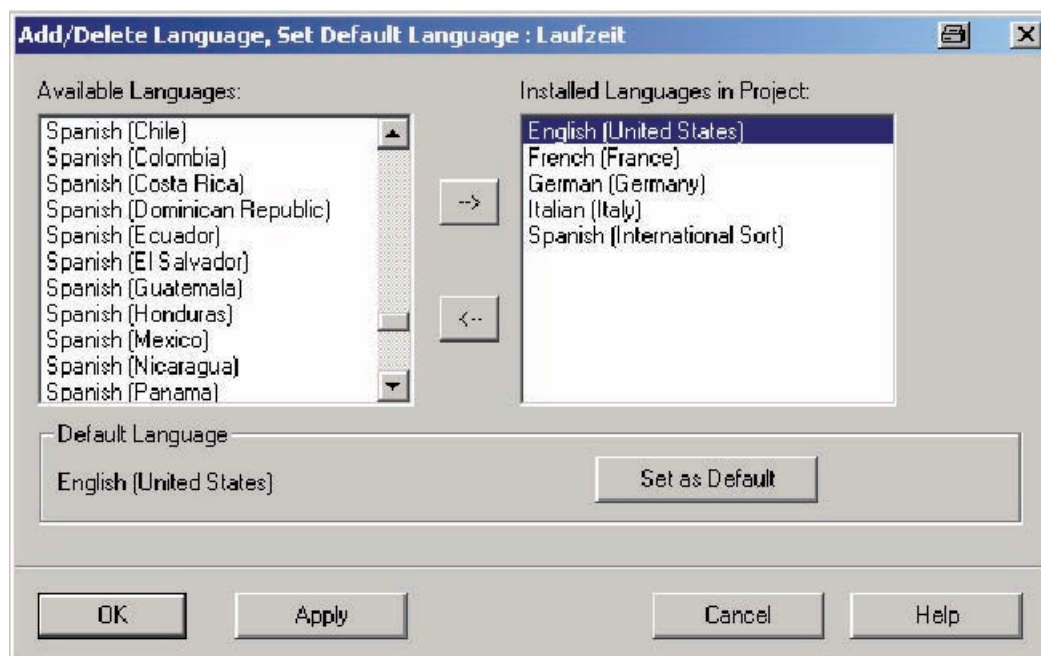 Add/Delete Language, Set Default Language : Laufzeit
Available Languages:
Spanish (Chile)
Spanish (Colombia)
Spanish (Costa Rica)
Spanish (Dominican Republic)
Spanish (Ecuador)
Spanish (El Salvador)
Spanish (Guatemala)
Spanish (Honduras)
Spanish (Mexico)
Spanish (Nicaragua)
Spanish (Panama)
-->
<--
Installed Languages in Project:
English (United States)
French (France)
German (Germany)
Italian (Italy)
Spanish (International Sort)
Default Language
English (United States)
Set as Default
OK
Apply
Cancel
Help